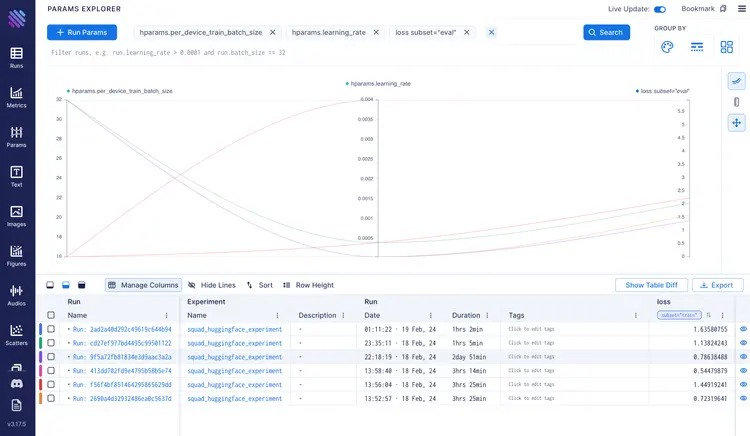 PARAMS EXPLORER
Live Update:
Bookmark
+ Run Params
hparams.per_device_train_batch_size
hparams.learning_rate
loss subset="eval"
Search
GROUP BY
Filter runs, e.g. run.learning_rate > 0.0001 and run.batch_size == 32
Runs
Metrics
Params
Text
Images
Figures
Audios
Scatters
v3.17.5
hparams.per_device_train_batch_size
hparams.learning_rate
loss subset="eval"
32
30
28
26
24
22
20
18
16
0.004
0.0035
0.003
0.0025
0.002
0.0015
0.001
0.0005
5.5
5
4.5
4
3.5
3
2.5
2
1.5
1
0.5
0
Manage Columns
Hide Lines
Sort
Row Height
Show Table Diff
Export
Run
Experiment
Run
loss
Name
Name
Description
Date
Duration
Tags
subset="train"
Run: 2ad2a40d292c49619c644b94
squad_huggingface_experiment
-
01:11:22 · 19 Feb, 24
1hrs 2min
Click to edit tags
1.63580755
Run: cd27ef977bd4495c99501122
squad_huggingface_experiment
-
23:35:11 · 18 Feb, 24
1hrs 5min
Click to edit tags
1.13824243
Run: 9f5a72fb81834e3d9aac3a2a
squad_huggingface_experiment
-
22:18:19 · 18 Feb, 24
2day 51min
Click to edit tags
0.78638488
Run: 413dd702fd9e4795b58b5e74
squad_huggingface_experiment
-
13:58:40 · 18 Feb, 24
3hrs 14min
Click to edit tags
0.54479879
Run: f56f4bf851464295865629dd
squad_huggingface_experiment
-
13:56:04 · 18 Feb, 24
3hrs 25min
Click to edit tags
1.44919241
Run: 2690a4d32932486ea0c5637d
squad_huggingface_experiment
-
13:52:57 · 18 Feb, 24
3hrs 25min
Click to edit tags
0.72319641